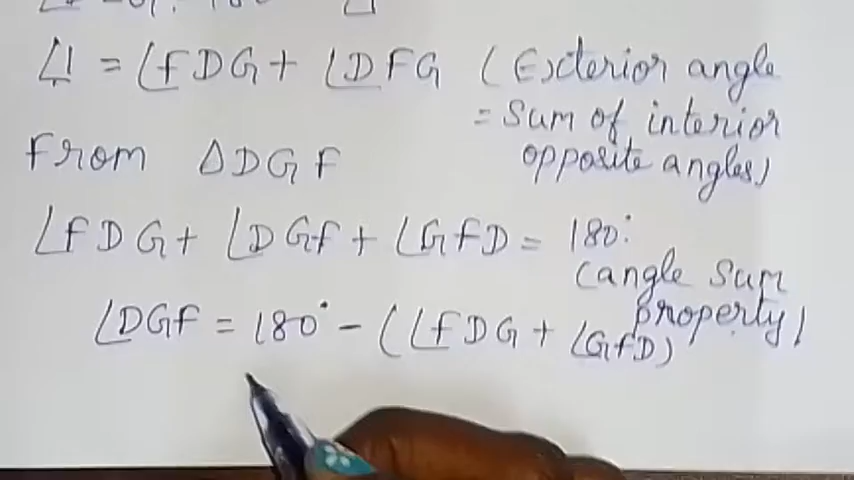 ∠1 = ∠FDG + ∠DFG (Exterior angle
= Sum of interior
opposite angles)
From △DGF
∠FDG + ∠DGF + ∠GFD = 180°
(angle sum
property)
∠DGF = 180° - (∠FDG + ∠GFD)